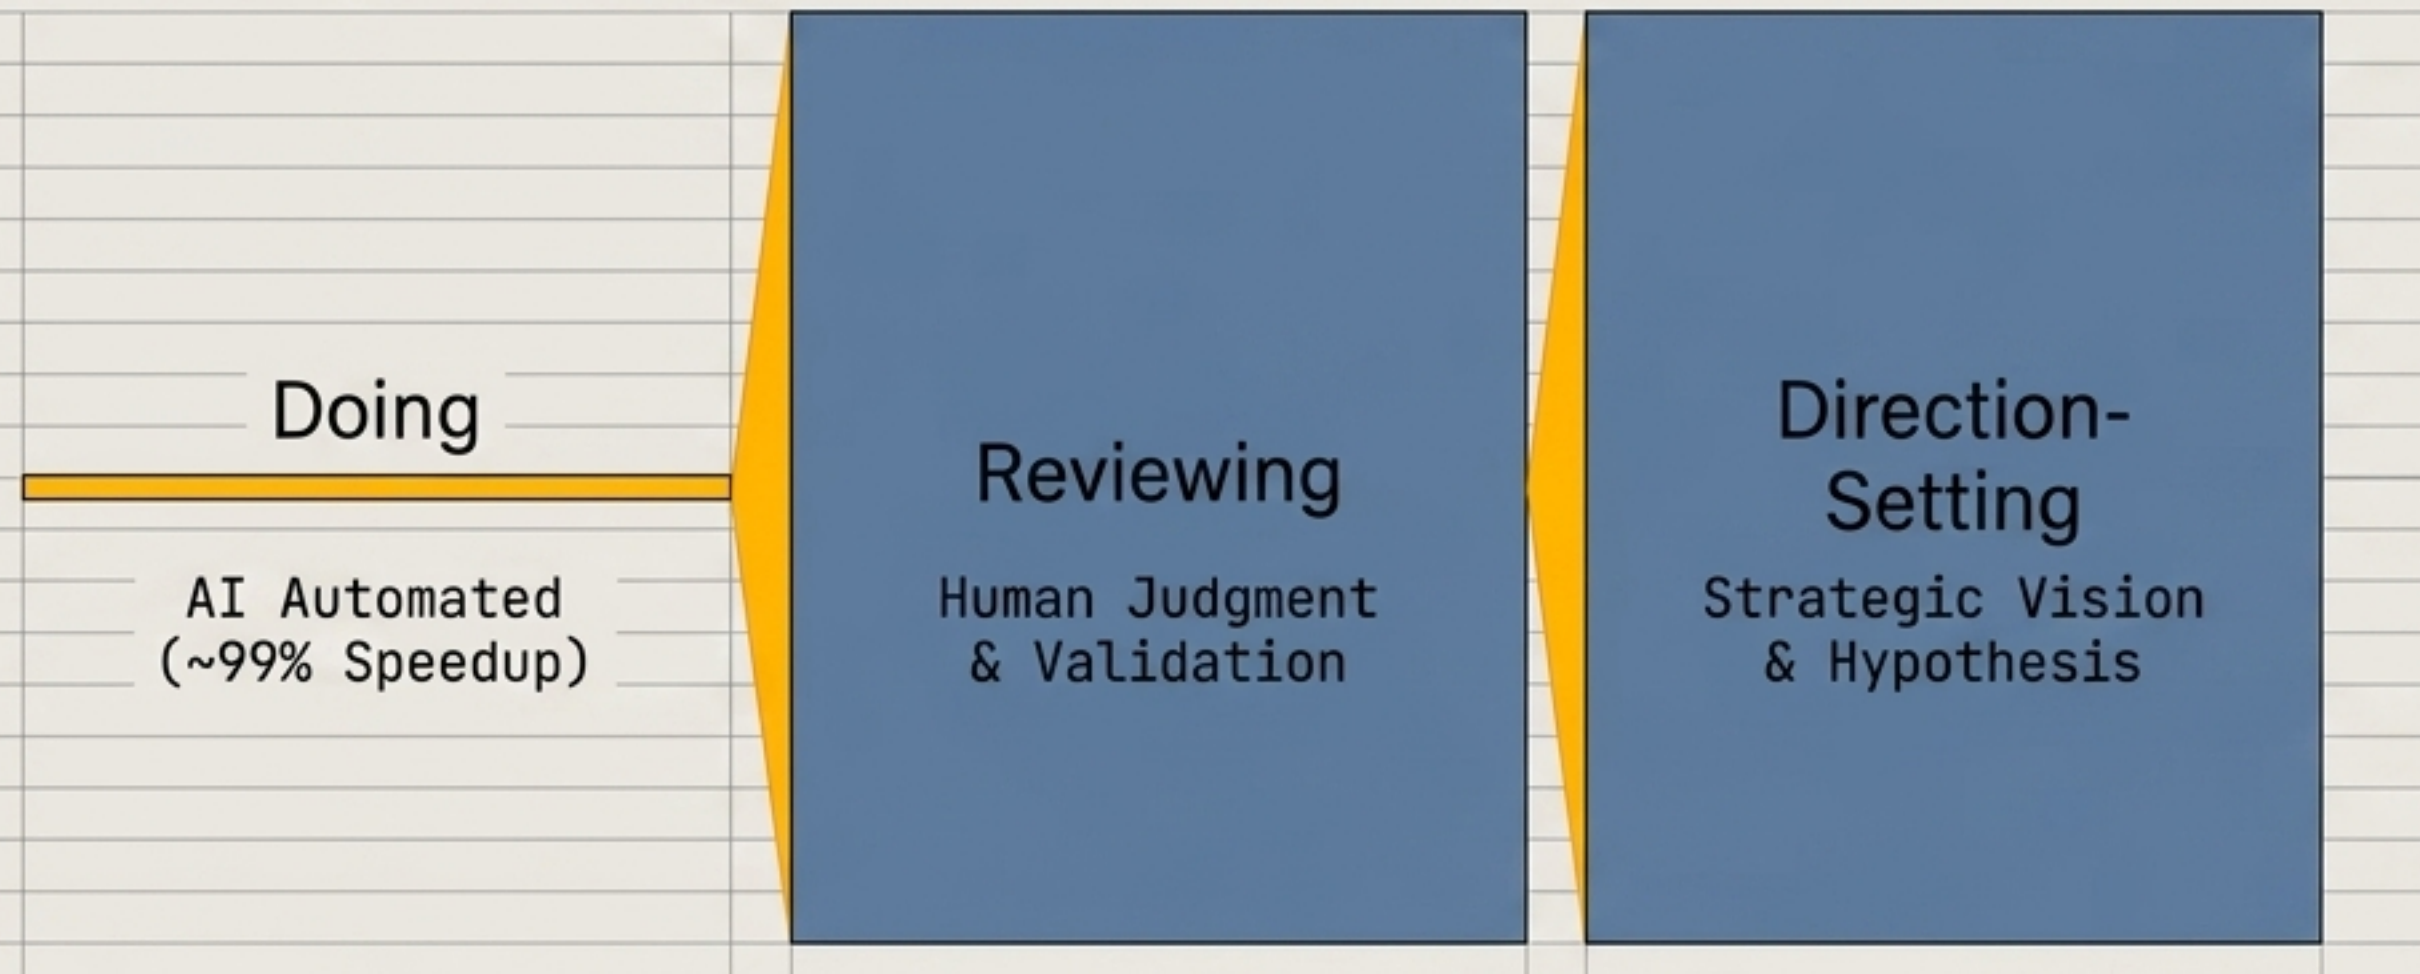 Doing
AI Automated
(~99% Speedup)
Reviewing
Human Judgment
& Validation
Direction-
Setting
Strategic Vision
& Hypothesis